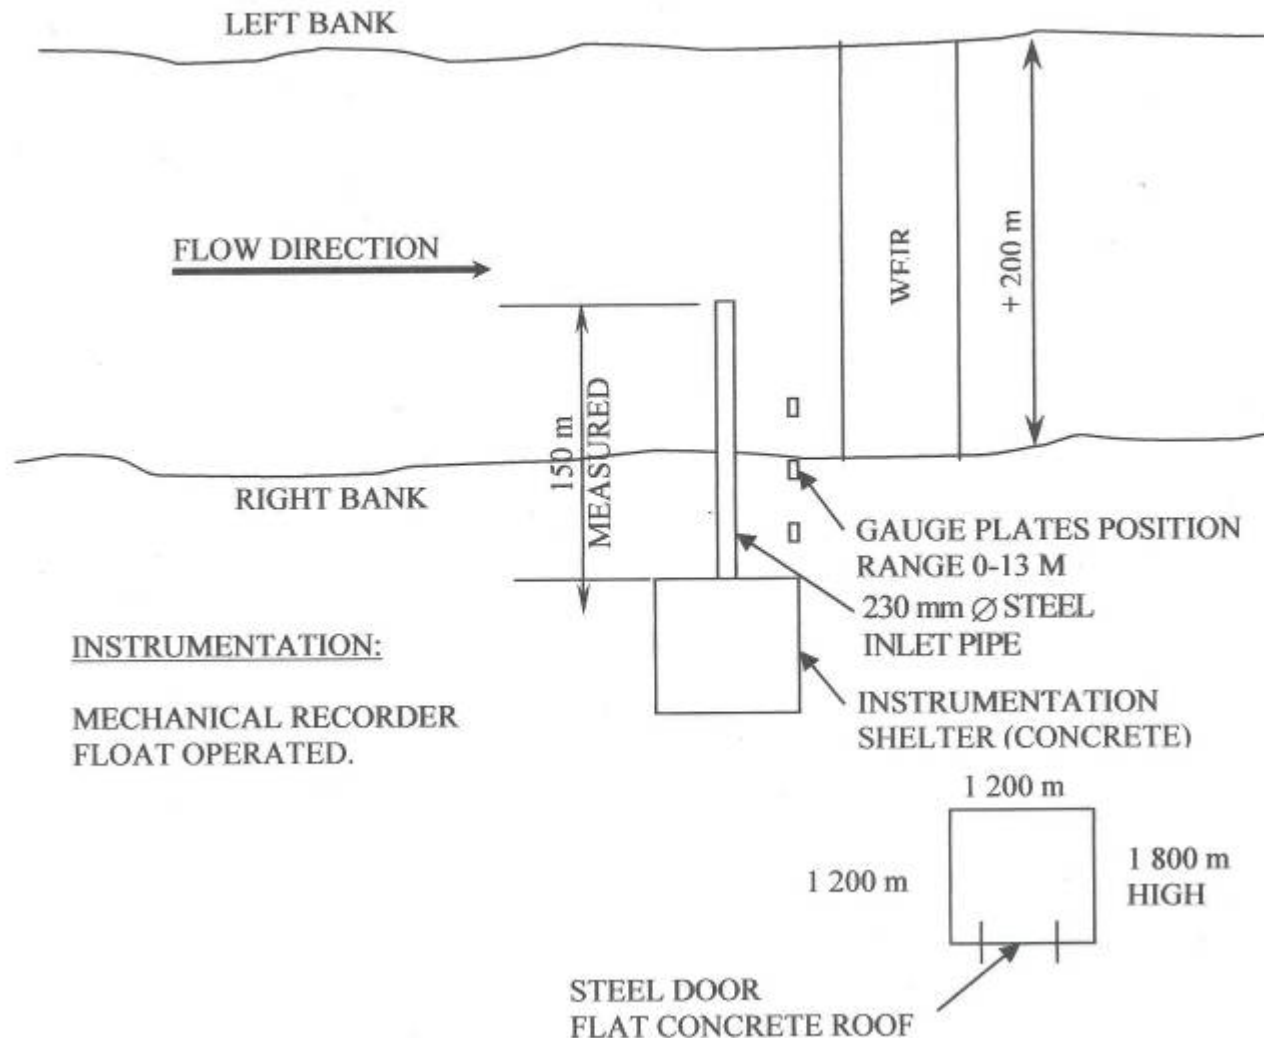 LEFT BANK
FLOW DIRECTION
WEIR
+ 200 m
150 m
MEASURED
RIGHT BANK
GAUGE PLATES POSITION
RANGE 0-13 M
230 mm ∅ STEEL
INLET PIPE
INSTRUMENTATION:
MECHANICAL RECORDER
FLOAT OPERATED.
INSTRUMENTATION
SHELTER (CONCRETE)
1 200 m
1 200 m
1 800 m
HIGH
STEEL DOOR
FLAT CONCRETE ROOF